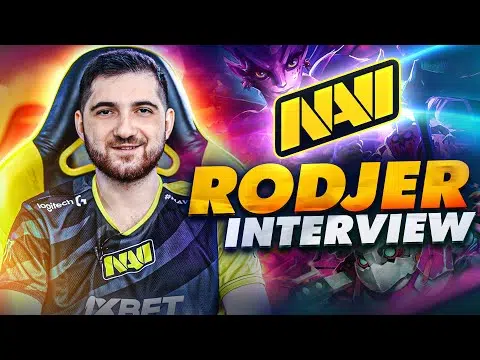 NAVI
RODJER
INTERVIEW
logitech G
NAVI
1XBET